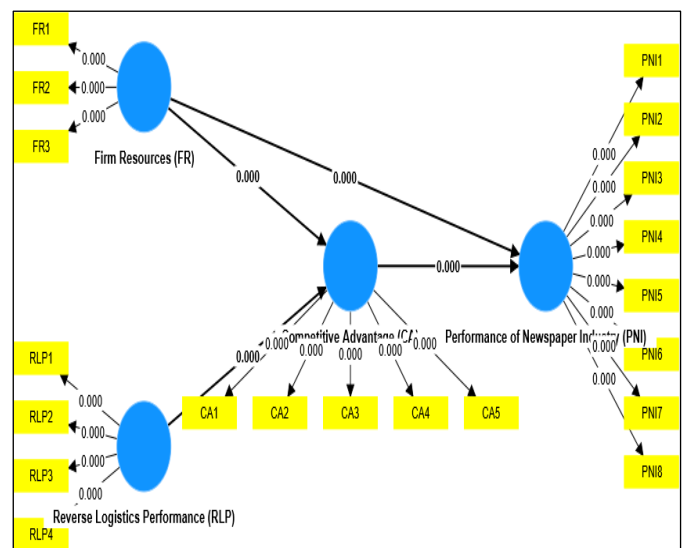 FR1
0.000
FR2
0.000
0.000
FR3
Firm Resources (FR)
0.000
0.000
0.000
0.000
RLP1
0.000
RLP2
0.000
RLP3
0.000
RLP4
Reverse Logistics Performance (RLP)
Competitive Advantage (CA)
0.000
0.000
0.000
0.000
0.000
CA1
CA2
CA3
CA4
CA5
Performance of Newspaper Industry (PNI)
0.000
0.000
0.000
0.000
0.000
0.000
0.000
0.000
PNI1
PNI2
PNI3
PNI4
PNI5
PNI6
PNI7
PNI8